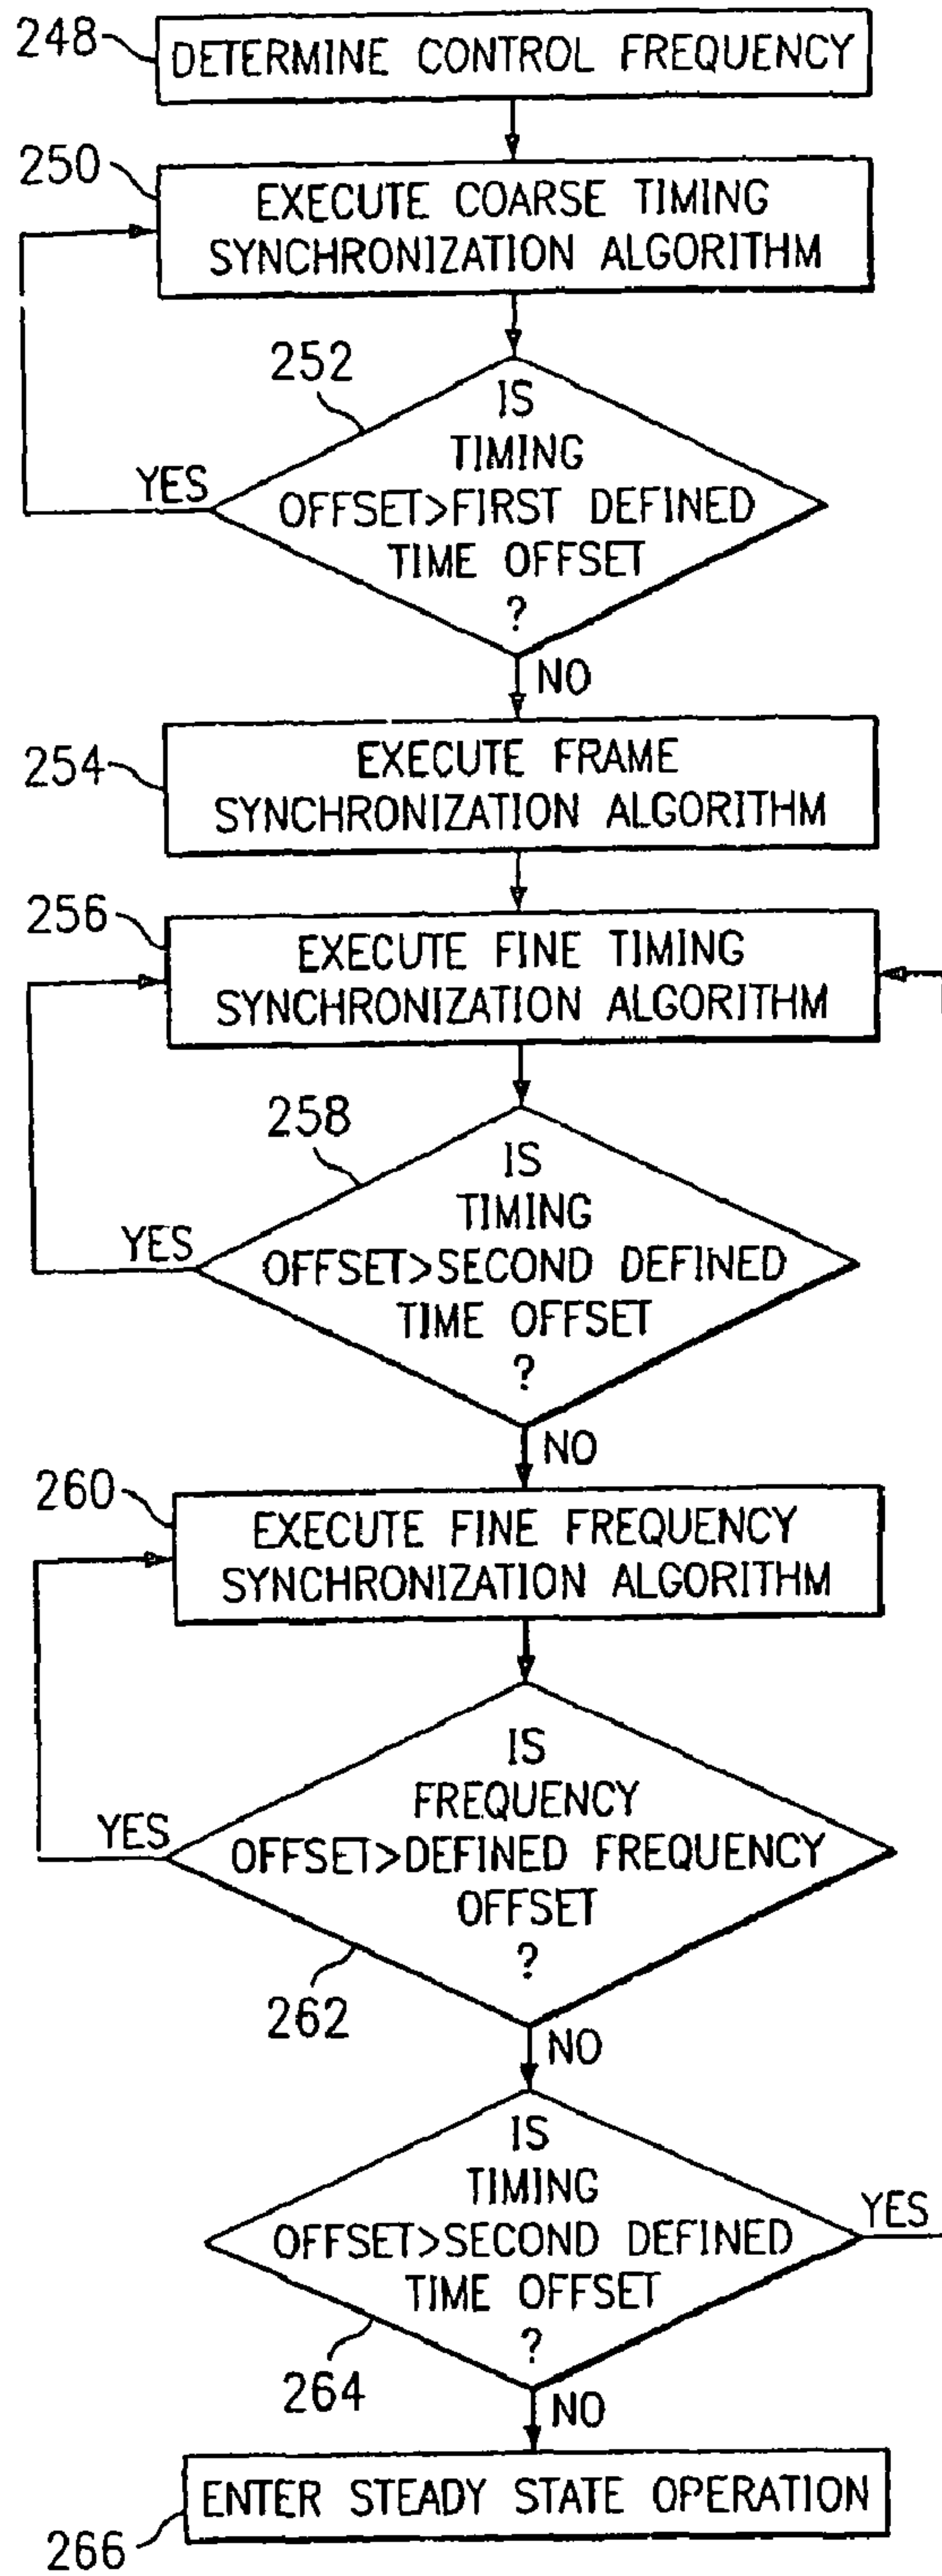 248
DETERMINE CONTROL FREQUENCY
250
EXECUTE COARSE TIMING
SYNCHRONIZATION ALGORITHM
252
IS
TIMING
OFFSET>FIRST DEFINED
TIME OFFSET
?
YES
NO
254
EXECUTE FRAME
SYNCHRONIZATION ALGORITHM
256
EXECUTE FINE TIMING
SYNCHRONIZATION ALGORITHM
258
IS
TIMING
OFFSET>SECOND DEFINED
TIME OFFSET
?
YES
NO
260
EXECUTE FINE FREQUENCY
SYNCHRONIZATION ALGORITHM
IS
FREQUENCY
OFFSET>DEFINED FREQUENCY
OFFSET
?
YES
262
NO
IS
TIMING
OFFSET>SECOND DEFINED
TIME OFFSET
?
YES
264
NO
ENTER STEADY STATE OPERATION
266